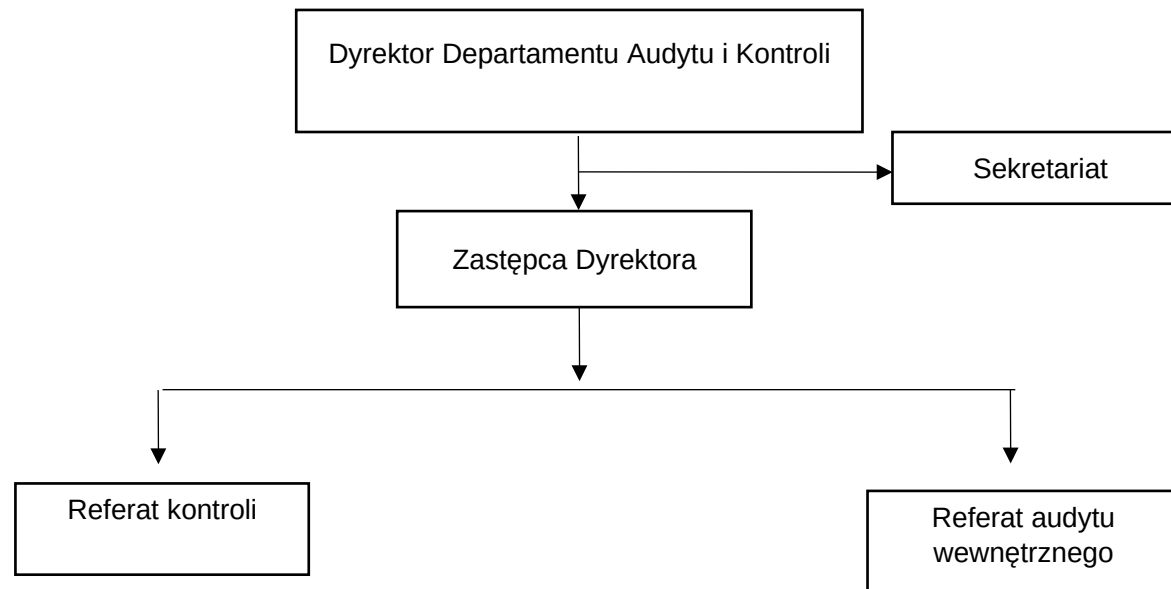 Dyrektor Departamentu Audytu i Kontroli
Sekretariat
Zastępca Dyrektora
Referat kontroli
Referat audytu
wewnętrznego